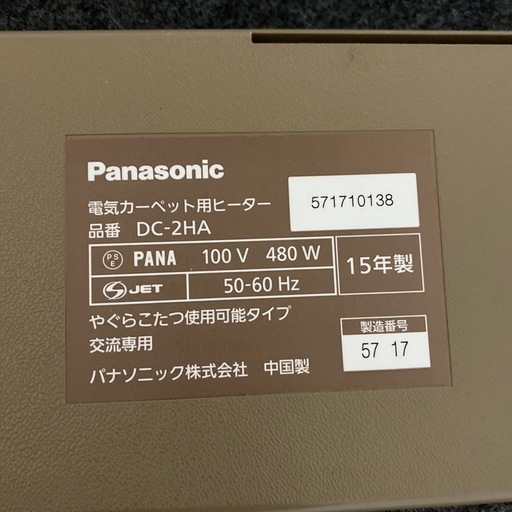 Panasonic
電気カーペット用ヒーター
品番 DC-2HA
571710138
PS E PANA 100 V 480 W
15年製
JET 50-60 Hz
やぐらこたつ使用可能タイプ
交流専用
製造番号
57 17
パナソニック株式会社 中国製